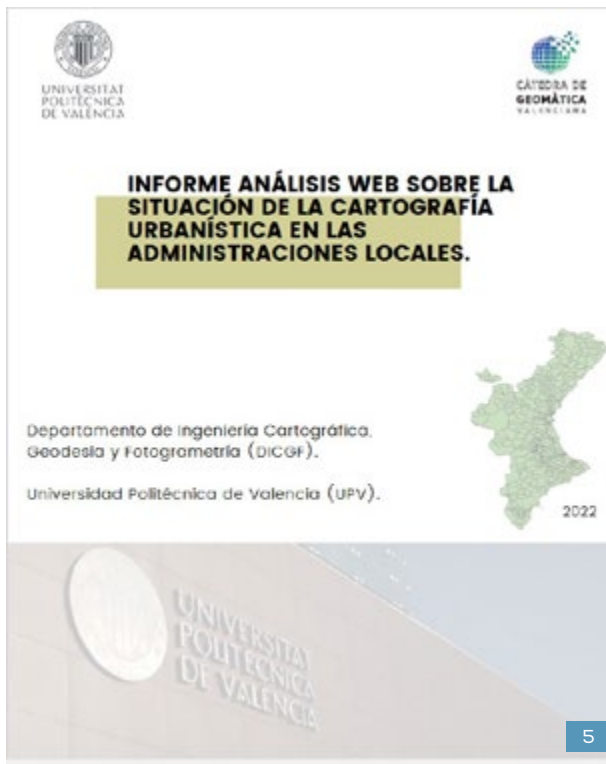 UNIVERSITAT
POLITÈCNICA
DE VALÈNCIA
CÀTEDRA DE
GEOMÀTICA
VALENCIANA
INFORME ANÁLISIS WEB SOBRE LA
SITUACIÓN DE LA CARTOGRAFÍA
URBANÍSTICA EN LAS
ADMINISTRACIONES LOCALES.
Departamento de Ingeniería Cartográfica,
Geodesia y Fotogrametría (DICGF).
Universidad Politécnica de Valencia (UPV).
2022
UNIVERSITAT
POLITÈCNICA
DE VALÈNCIA
5